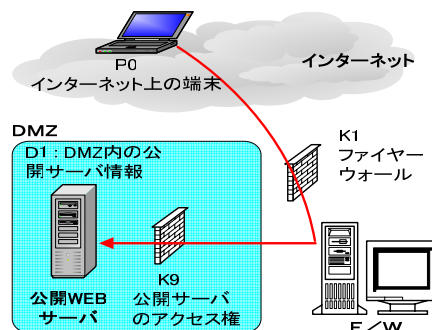 P0
インターネット上の端末
インターネット
DMZ
D1：DMZ内の公
開サーバ情報
K1
ファイヤー
ウォール
K9
公開サーバ
のアクセス権
公開WEB
サーバ
F／W